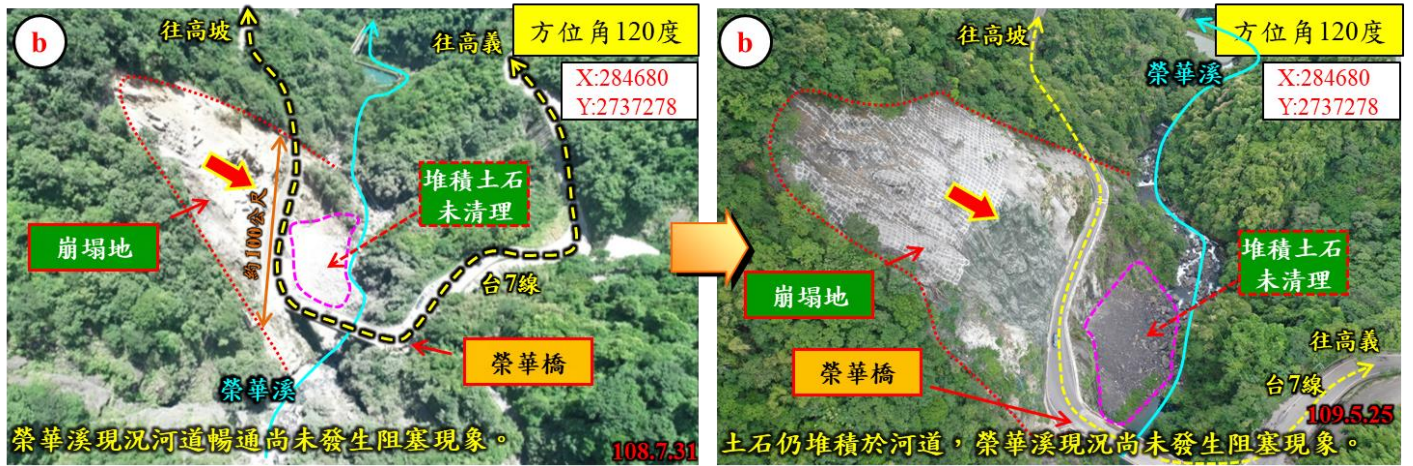 b
往高坡
往高義
方位角120度
X:284680
Y:2737278
堆積土石
未清理
崩塌地
約100公尺
台7線
榮華橋
榮華溪
榮華溪現況河道暢通尚未發生阻塞現象。
108.7.31
b
往高坡
方位角120度
榮華溪
X:284680
Y:2737278
堆積土石
未清理
崩塌地
往高義
榮華橋
台7線
109.5.25
土石仍堆積於河道，榮華溪現況尚未發生阻塞現象。